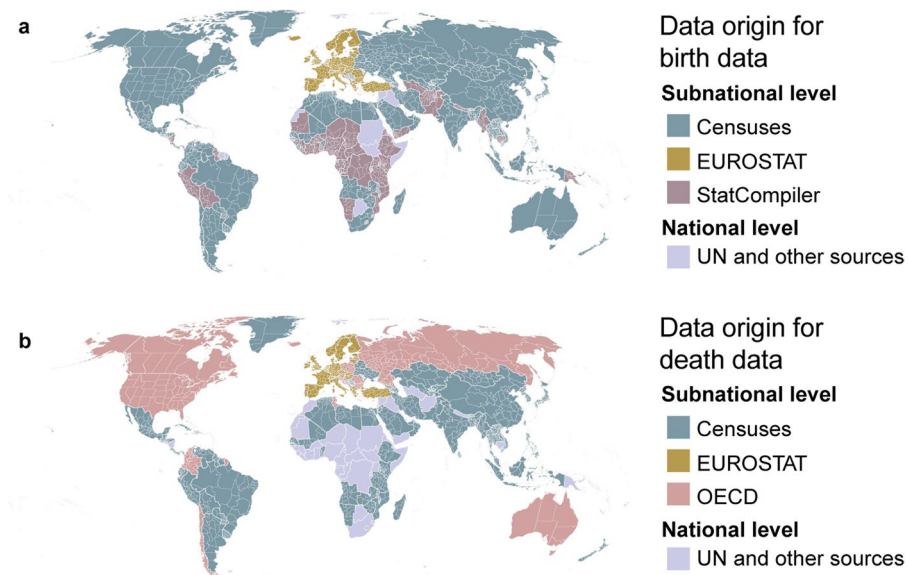 a
Data origin for
birth data
Subnational level
Censuses
EUROSTAT
StatCompiler
National level
UN and other sources
b
Data origin for
death data
Subnational level
Censuses
EUROSTAT
OECD
National level
UN and other sources